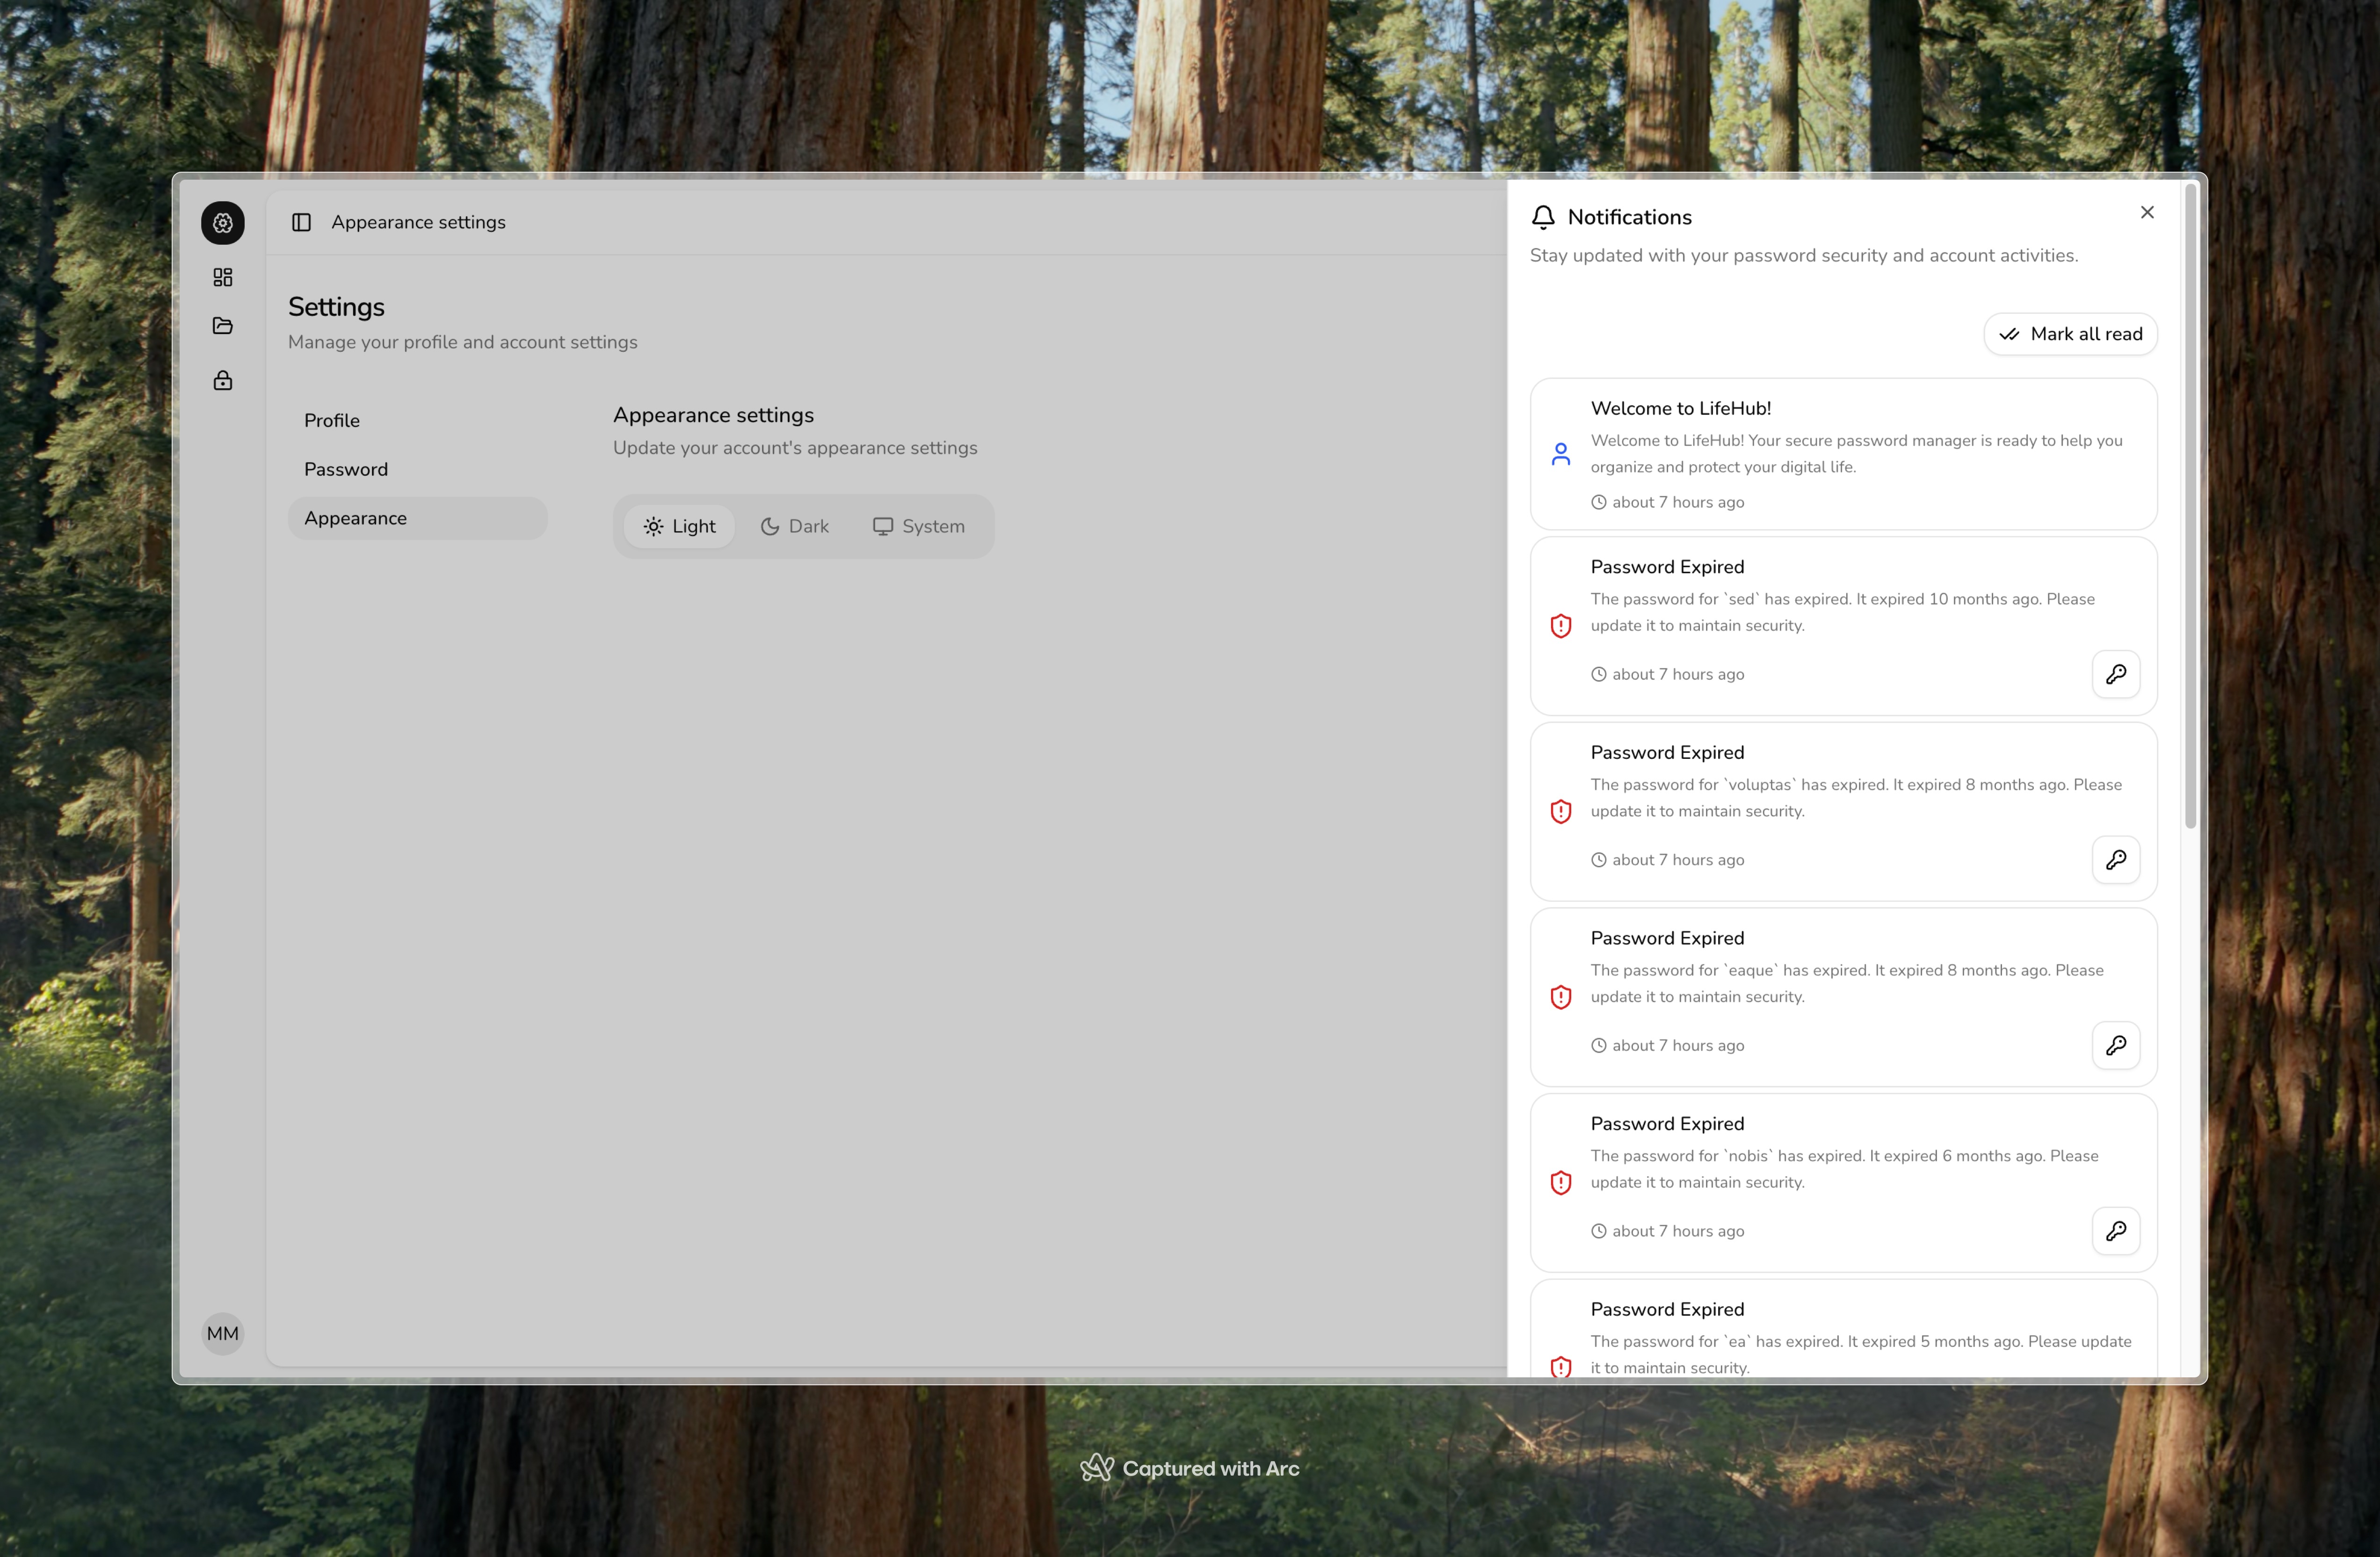 Appearance settings
Settings
Manage your profile and account settings
Profile
Password
Appearance
Appearance settings
Update your account's appearance settings
Light
Dark
System
MM
Notifications
Stay updated with your password security and account activities.
Mark all read
Welcome to LifeHub!
Welcome to LifeHub! Your secure password manager is ready to help you
organize and protect your digital life.
about 7 hours ago
Password Expired
The password for `sed` has expired. It expired 10 months ago. Please
update it to maintain security.
about 7 hours ago
Password Expired
The password for `voluptas` has expired. It expired 8 months ago. Please
update it to maintain security.
about 7 hours ago
Password Expired
The password for `eaque` has expired. It expired 8 months ago. Please
update it to maintain security.
about 7 hours ago
Password Expired
The password for `nobis` has expired. It expired 6 months ago. Please
update it to maintain security.
about 7 hours ago
Password Expired
The password for `ea` has expired. It expired 5 months ago. Please update
it to maintain security.
Captured with Arc